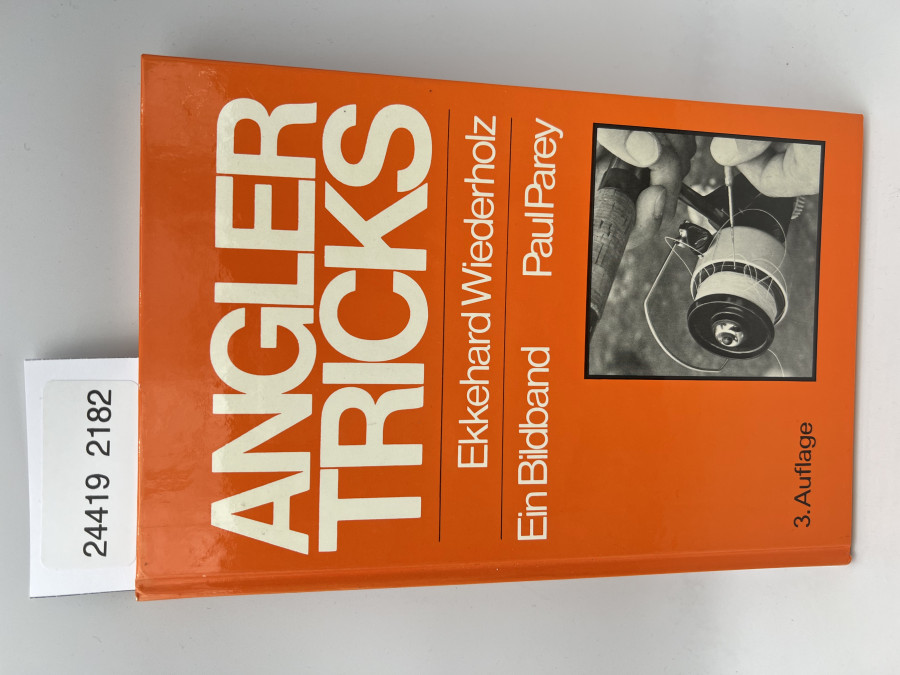 24419 2182
ANGLER
TRICKS
Ekkehard Wiederholz
Ein Bildband Paul Parey
3. Auflage